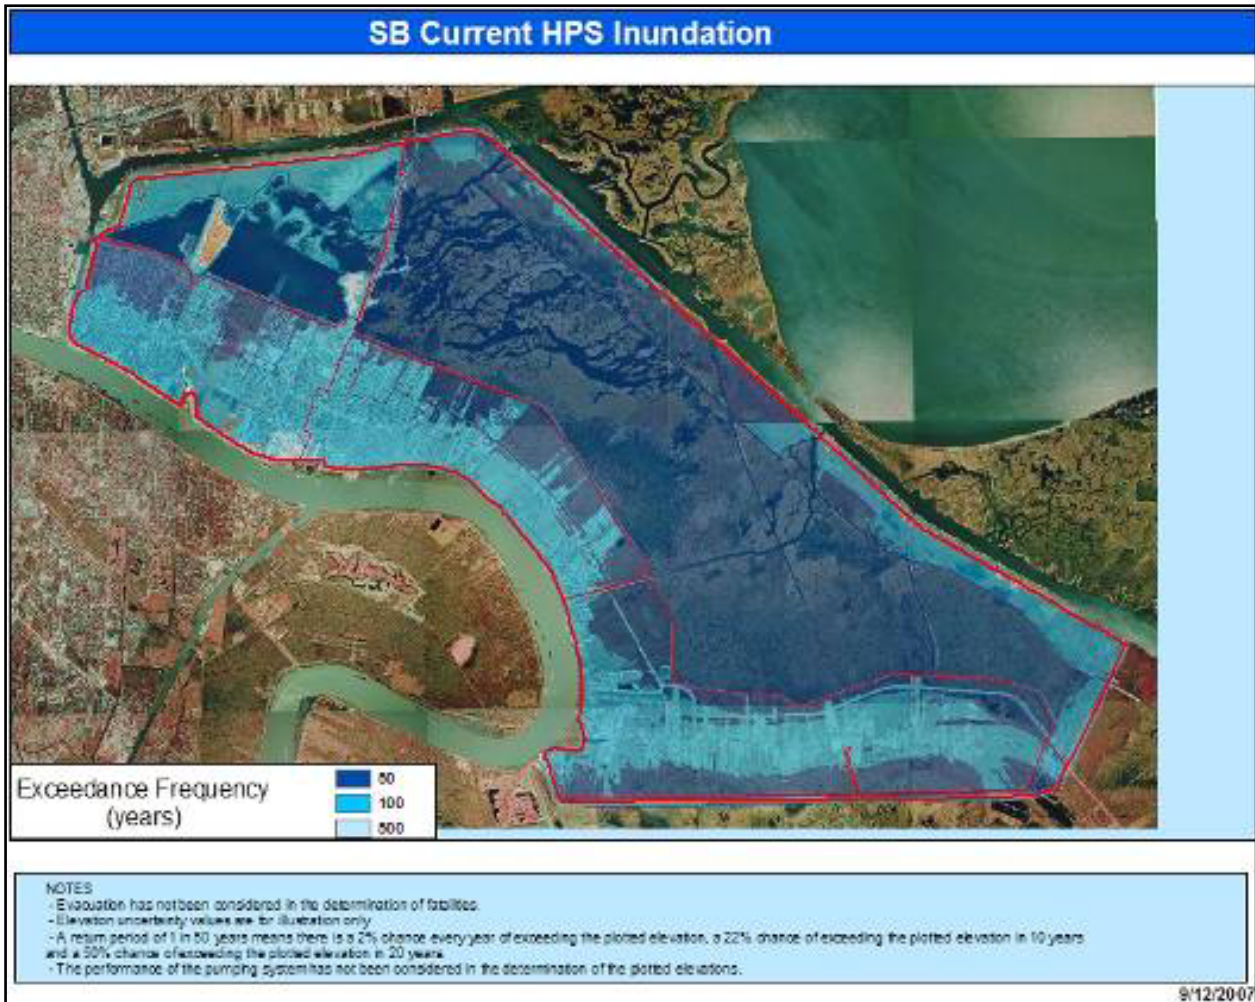 SB Current HPS Inundation
Exceedance Frequency
(years)
50
100
500
NOTES
- Evacuation has not been considered in the determination of fatalities.
- Elevation uncertainty values are for illustration only
- A return period of 1 in 50 years means there is a 2% chance every year of exceeding the plotted elevation, a 22% chance of exceeding the plotted elevation in 10 years
and a 50% chance of exceeding the plotted elevation in 20 years
- The performance of the pumping system has not been considered in the determination of the plotted elevations.
9/12/2007